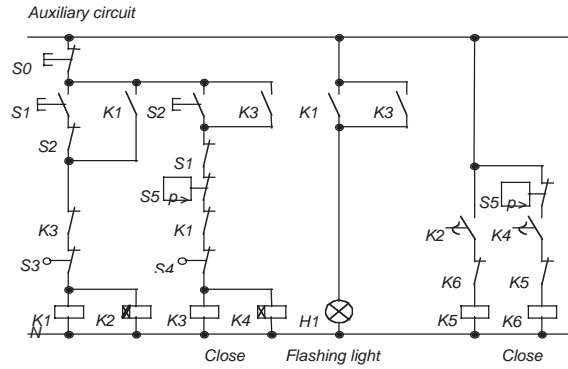 Auxiliary circuit
S0
S1 K1 S2 K3 K1 K3
S2
S1
S5 p> S5 p>
K3 K1 K2 K4
S3 S4 K6 K5
K1 K2 K3 K4 H1 K5 K6
N
Close Flashing light Close